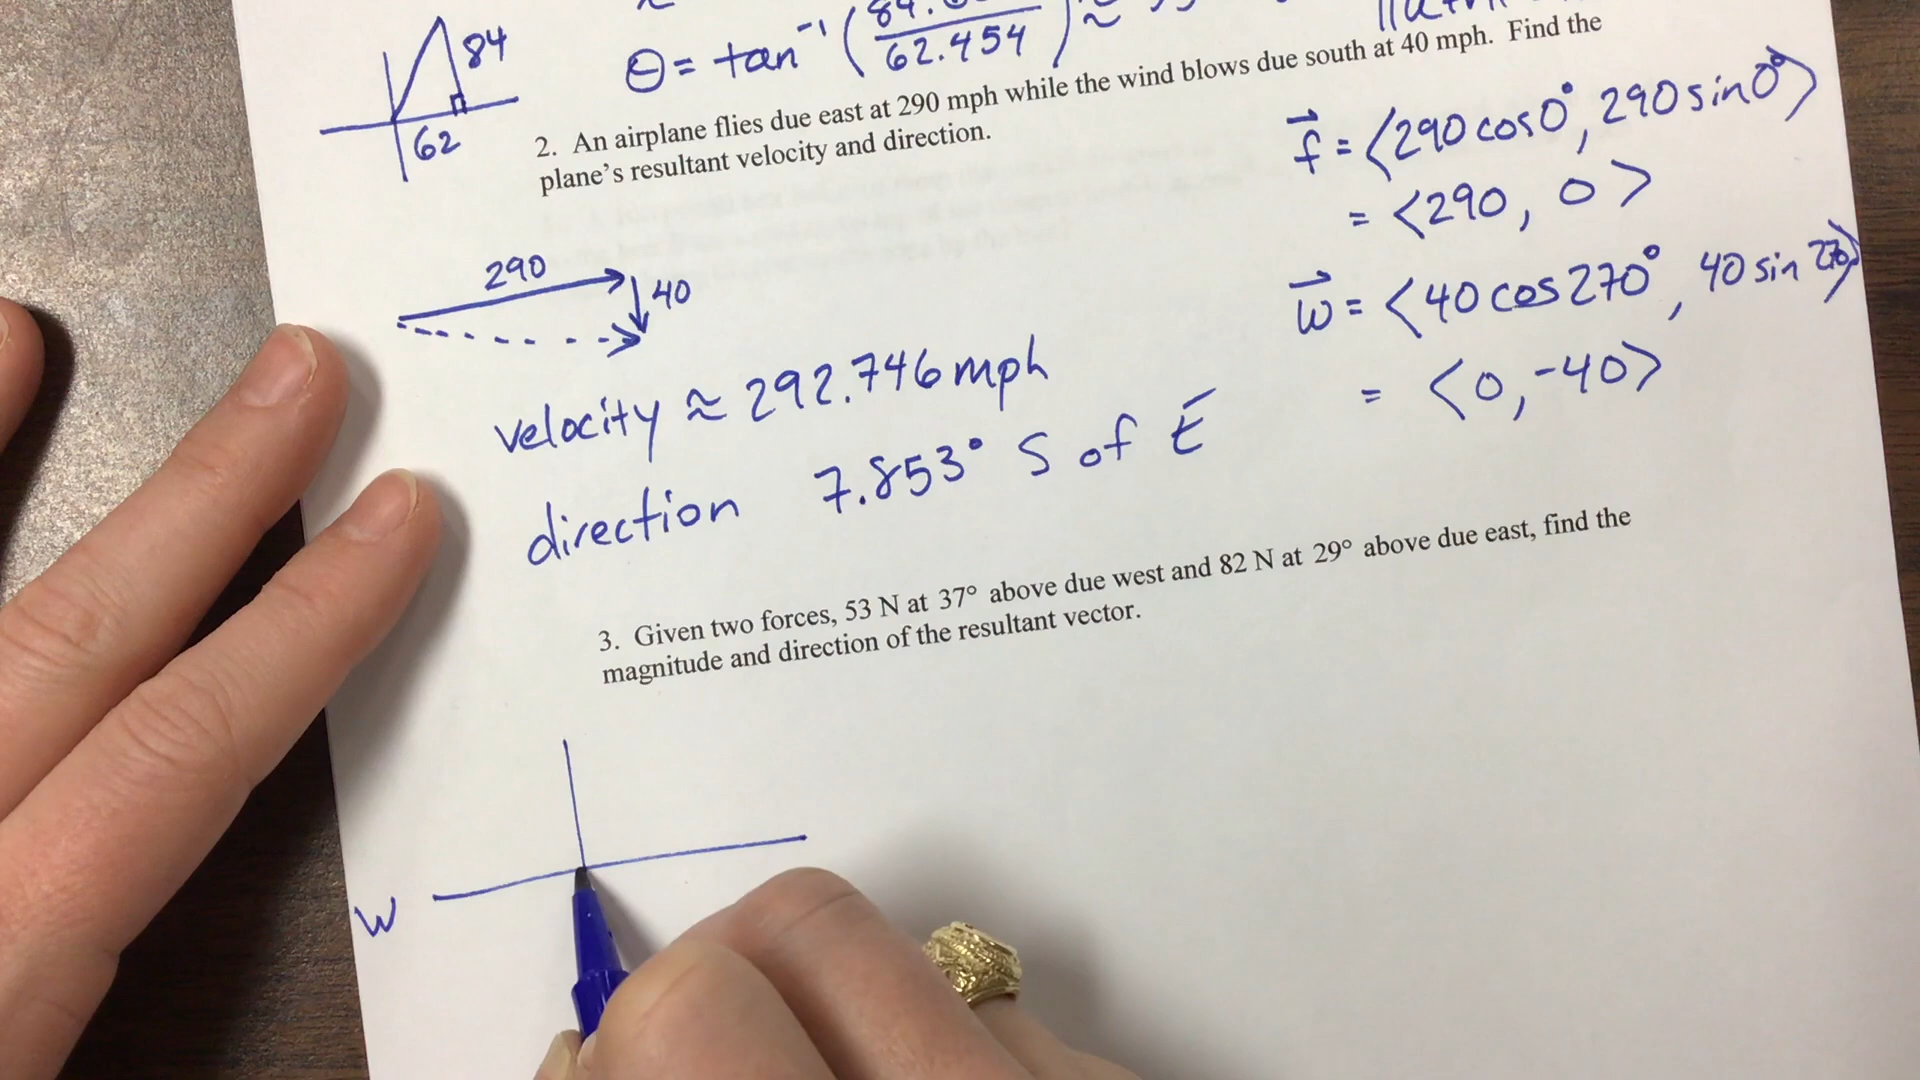 84
62
θ = tan⁻¹ ( / 62.454 ) ≈
2. An airplane flies due east at 290 mph while the wind blows due south at 40 mph. Find the
plane's resultant velocity and direction.
f⃗ = ⟨290 cos 0°, 290 sin 0°⟩
= ⟨290, 0⟩
w⃗ = ⟨40 cos 270°, 40 sin 270⟩
= ⟨0, -40⟩
290
40
velocity ≈ 292.746 mph
direction 7.853° S of E
3. Given two forces, 53 N at 37° above due west and 82 N at 29° above due east, find the
magnitude and direction of the resultant vector.
W